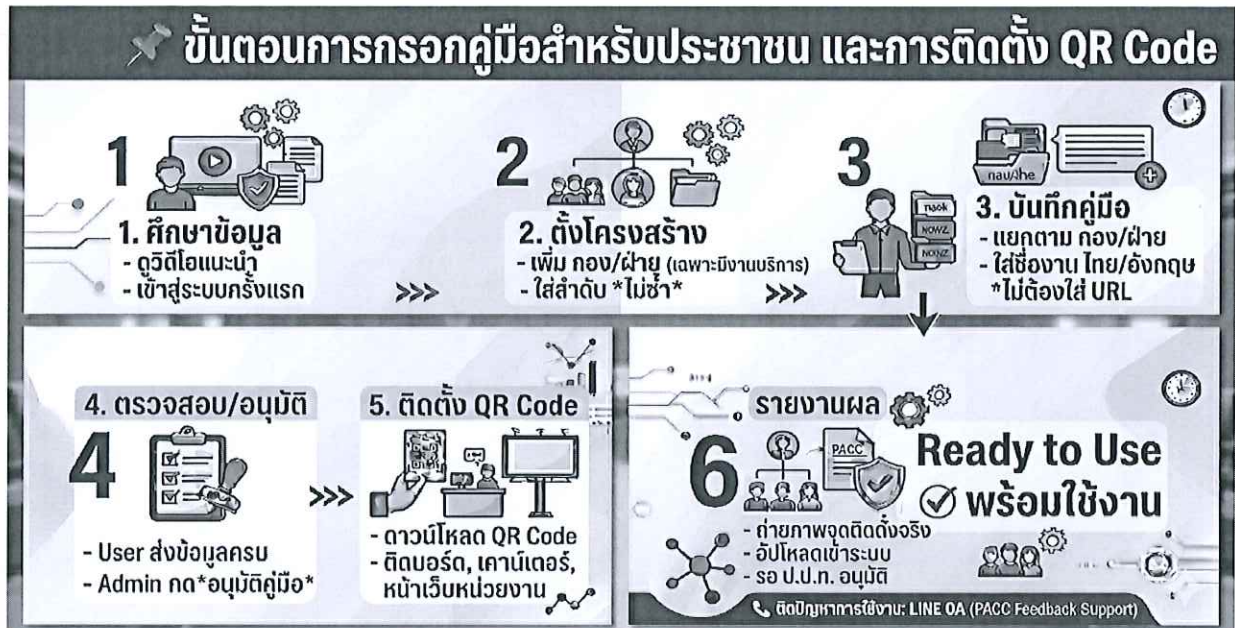 ขั้นตอนการกรอกคู่มือสำหรับประชาชน และการติดตั้ง QR Code
1
1. ศึกษาข้อมูล
- ดูวิดีโอแนะนำ
- เข้าสู่ระบบครั้งแรก
>>>
2
2. ตั้งโครงสร้าง
- เพิ่ม กอง/ฝ่าย (เฉพาะมีงานบริการ)
- ใส่ลำดับ *ไม่ซ้ำ*
>>>
3
3. บันทึกคู่มือ
- แยกตาม กอง/ฝ่าย
- ใส่ชื่องาน ไทย/อังกฤษ
*ไม่ต้องใส่ URL
4. ตรวจสอบ/อนุมัติ
4
- User ส่งข้อมูลครบ
- Admin กด*อนุมัติคู่มือ*
>>>
5. ติดตั้ง QR Code
- ดาวน์โหลด QR Code
- ติดบอร์ด, เคาน์เตอร์,
หน้าเว็บหน่วยงาน
รายงานผล
6
PACC
- ถ่ายภาพจุดติดตั้งจริง
- อัปโหลดเข้าระบบ
- รอ ป.ป.ท. อนุมัติ
Ready to Use
พร้อมใช้งาน
ติดปัญหาการใช้งาน: LINE OA (PACC Feedback Support)